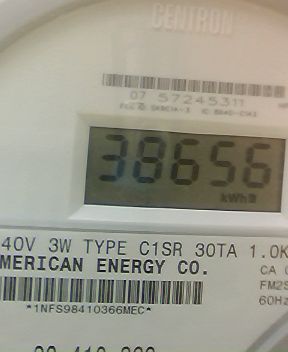 CENTRON
07 57245311
38656
kWh
40V 3W TYPE C1SR 30TA 1.0K
MERICAN ENERGY CO.
CA
FM2S
60Hz
*1NFS98410366MEC*